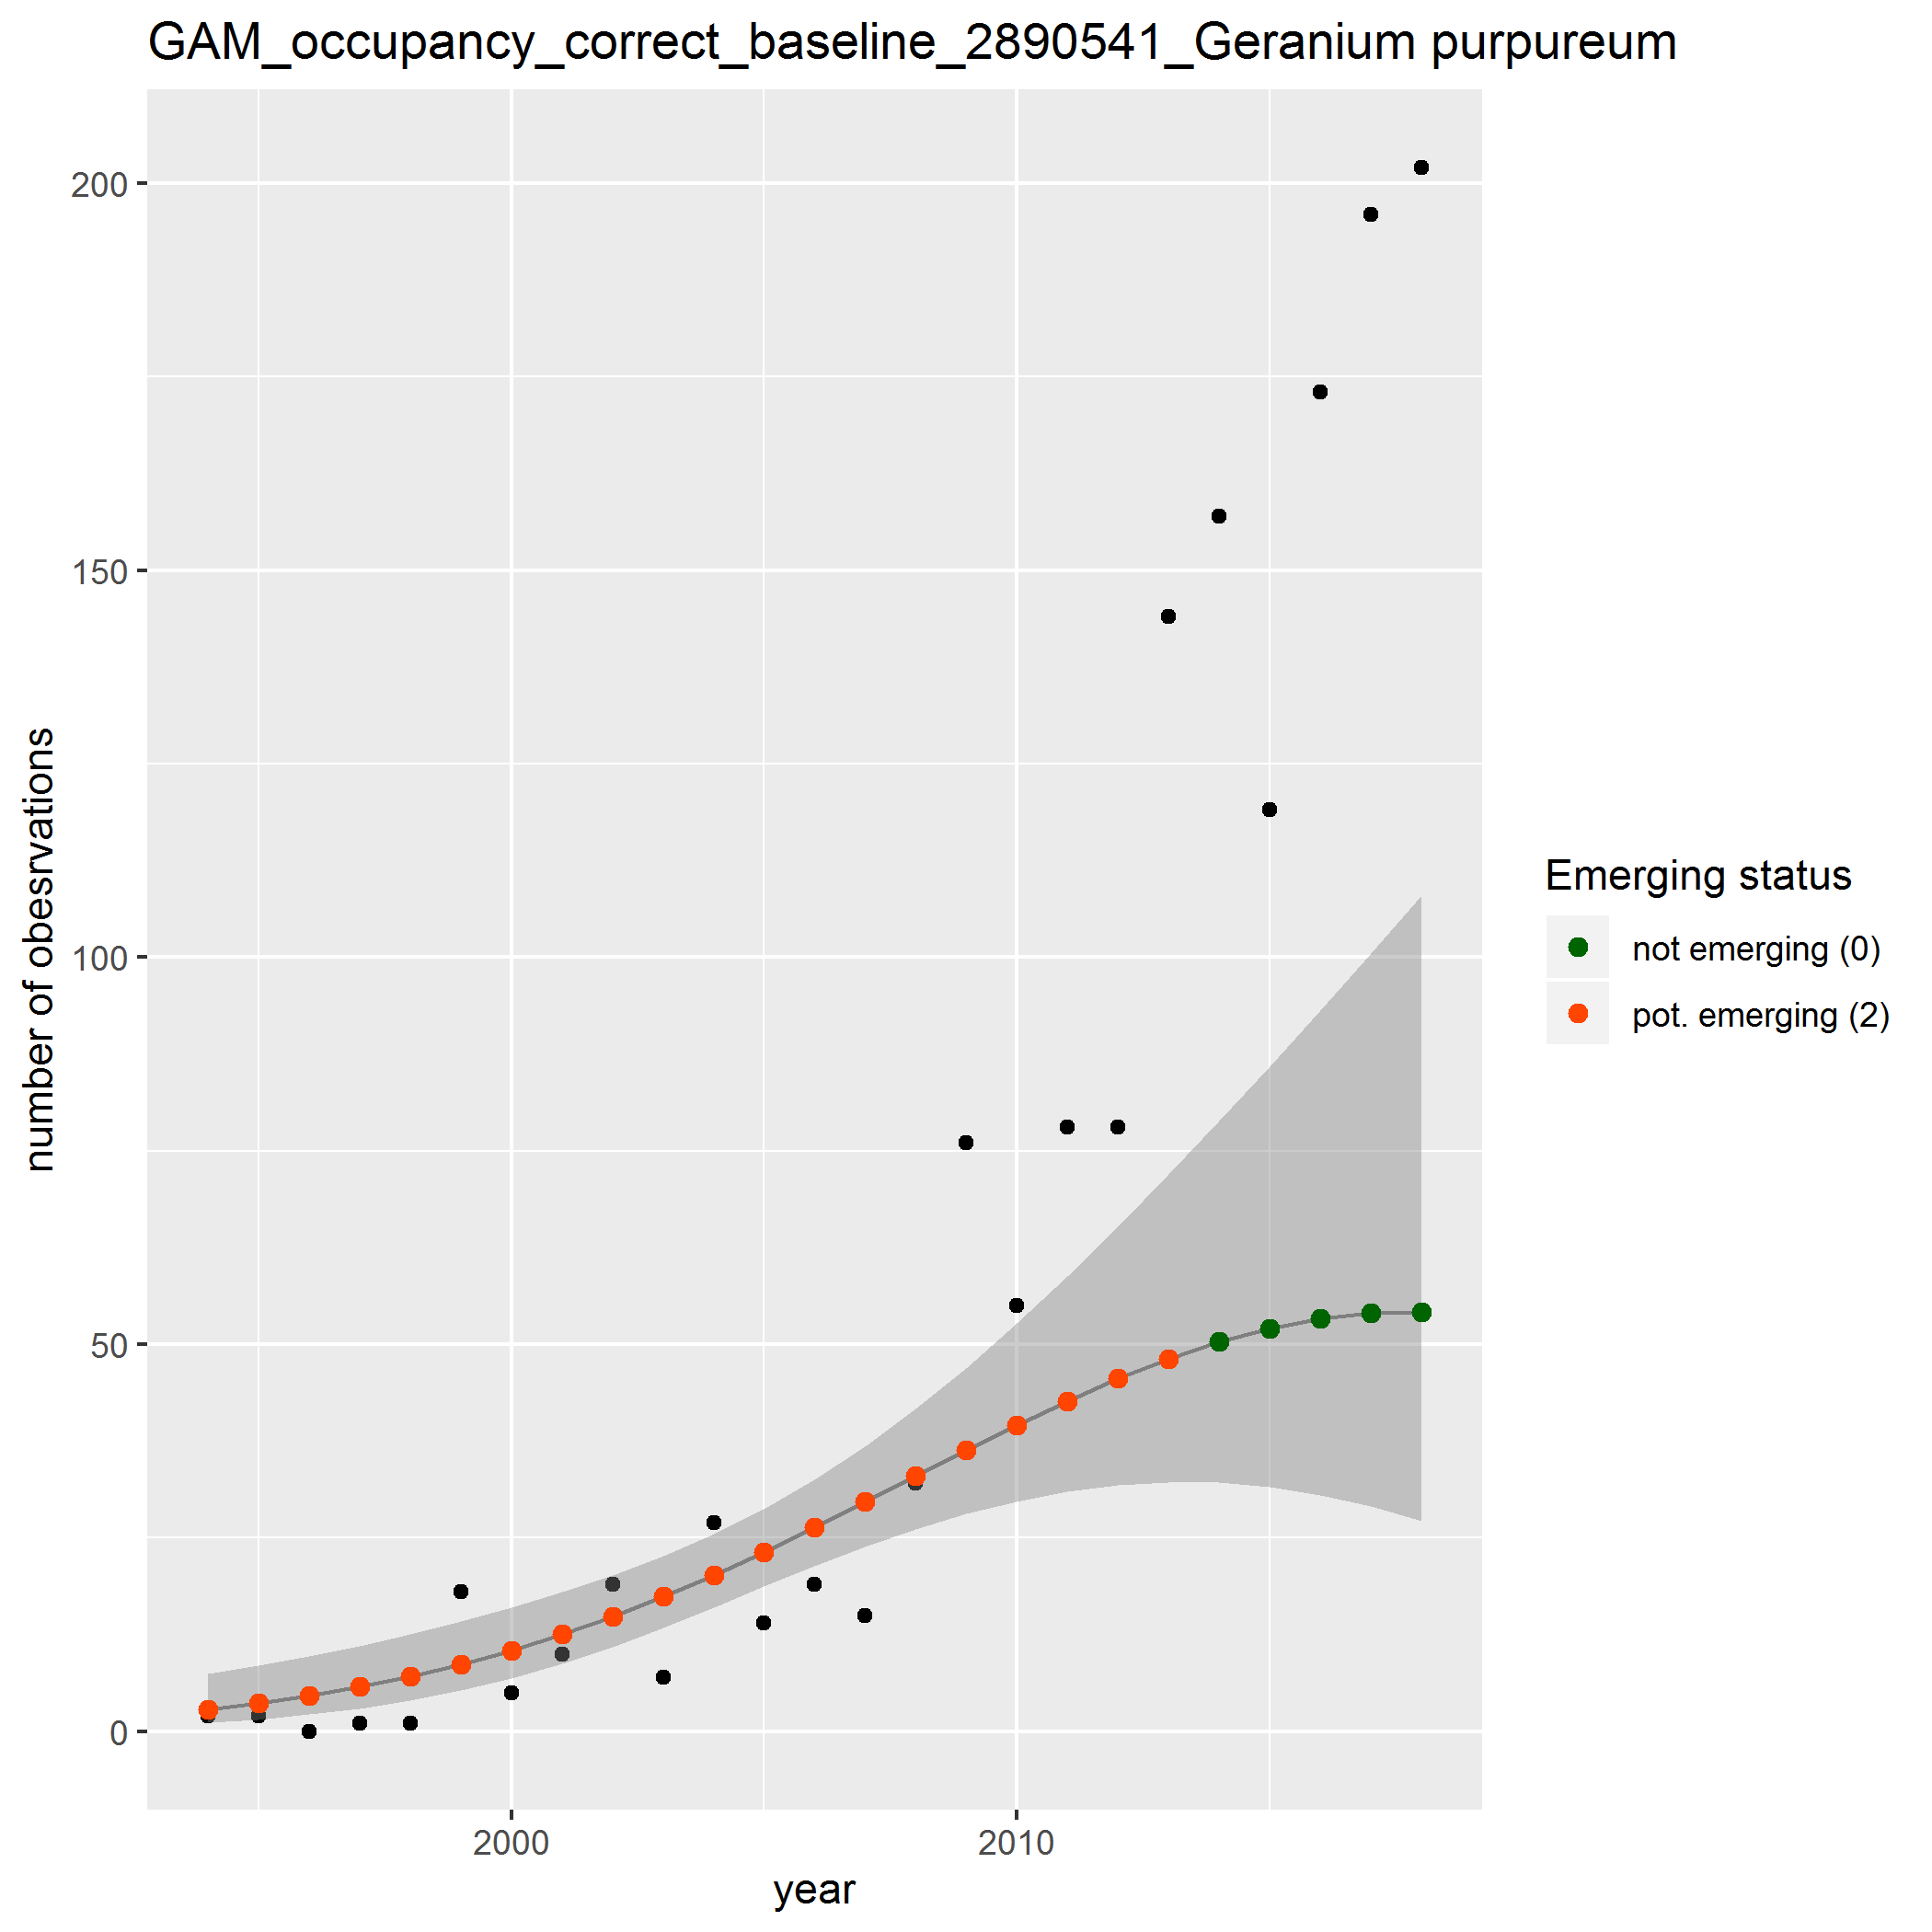 GAM_occupancy_correct_baseline_2890541_Geranium purpureum
200
150
100
50
0
number of obesrvations
2000
2010
year
Emerging status
not emerging (0)
pot. emerging (2)